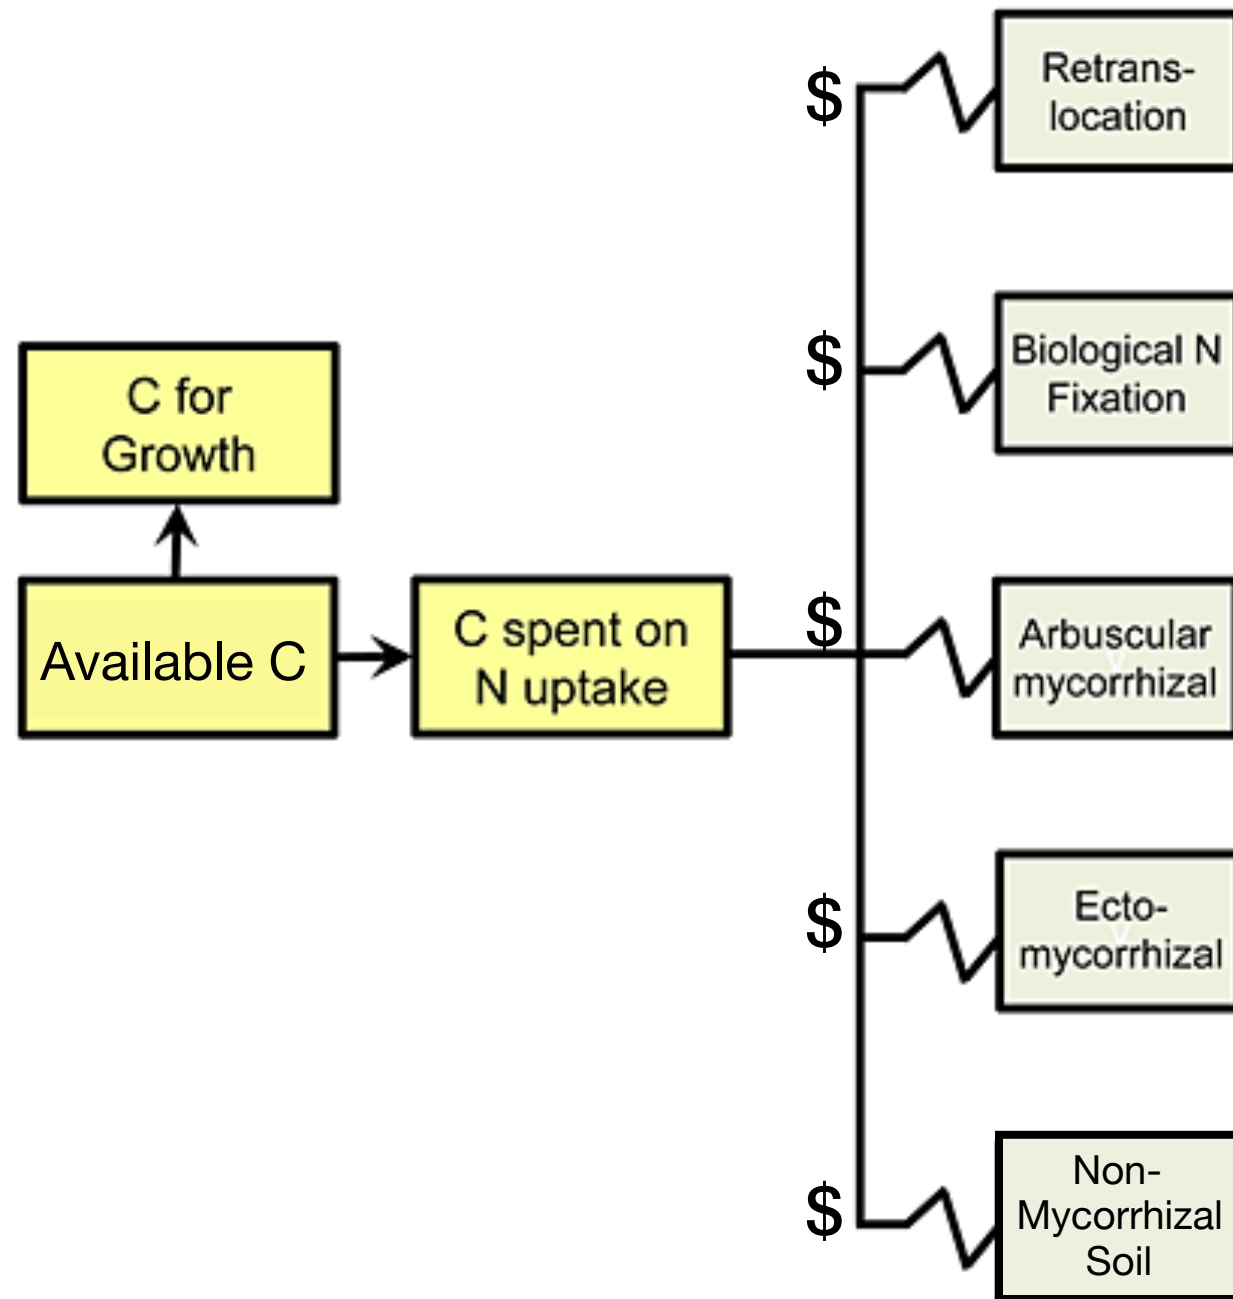 $
Retrans-
location
$
Biological N
Fixation
C for
Growth
Available C
C spent on
N uptake
$
Arbuscular
mycorrhizal
$
Ecto-
mycorrhizal
$
Non-
Mycorrhizal
Soil